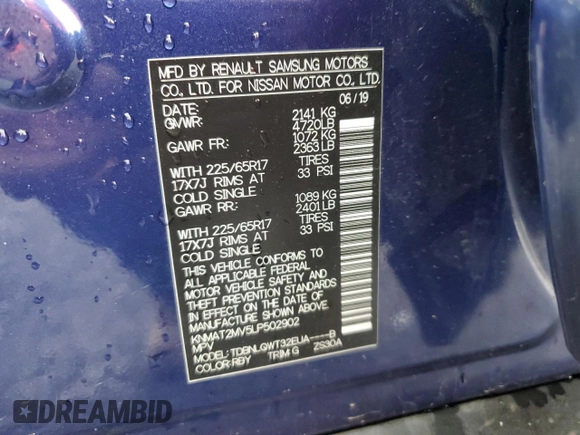 MFD BY RENAULT SAMSUNG MOTORS
CO., LTD. FOR NISSAN MOTOR CO., LTD.
DATE: 06/19
GVWR: 2141 KG
4720LB
GAWR FR: 1072 KG
2363LB
WITH 225/65R17 TIRES
17X7J RIMS AT 33 PSI
COLD SINGLE
GAWR RR: 1089 KG
2401LB
WITH 225/65R17 TIRES
17X7J RIMS AT 33 PSI
COLD SINGLE
THIS VEHICLE CONFORMS TO
ALL APPLICABLE FEDERAL
MOTOR VEHICLE SAFETY AND
THEFT PREVENTION STANDARDS
IN EFFECT ON THE DATE OF
MANUFACTURE SHOWN ABOVE.
KNMAT2MV5LP502902
MPV
MODEL: TDBNLQWT32EUA----B
COLOR: RBY TRIM: G ZS30A
DREAMBID